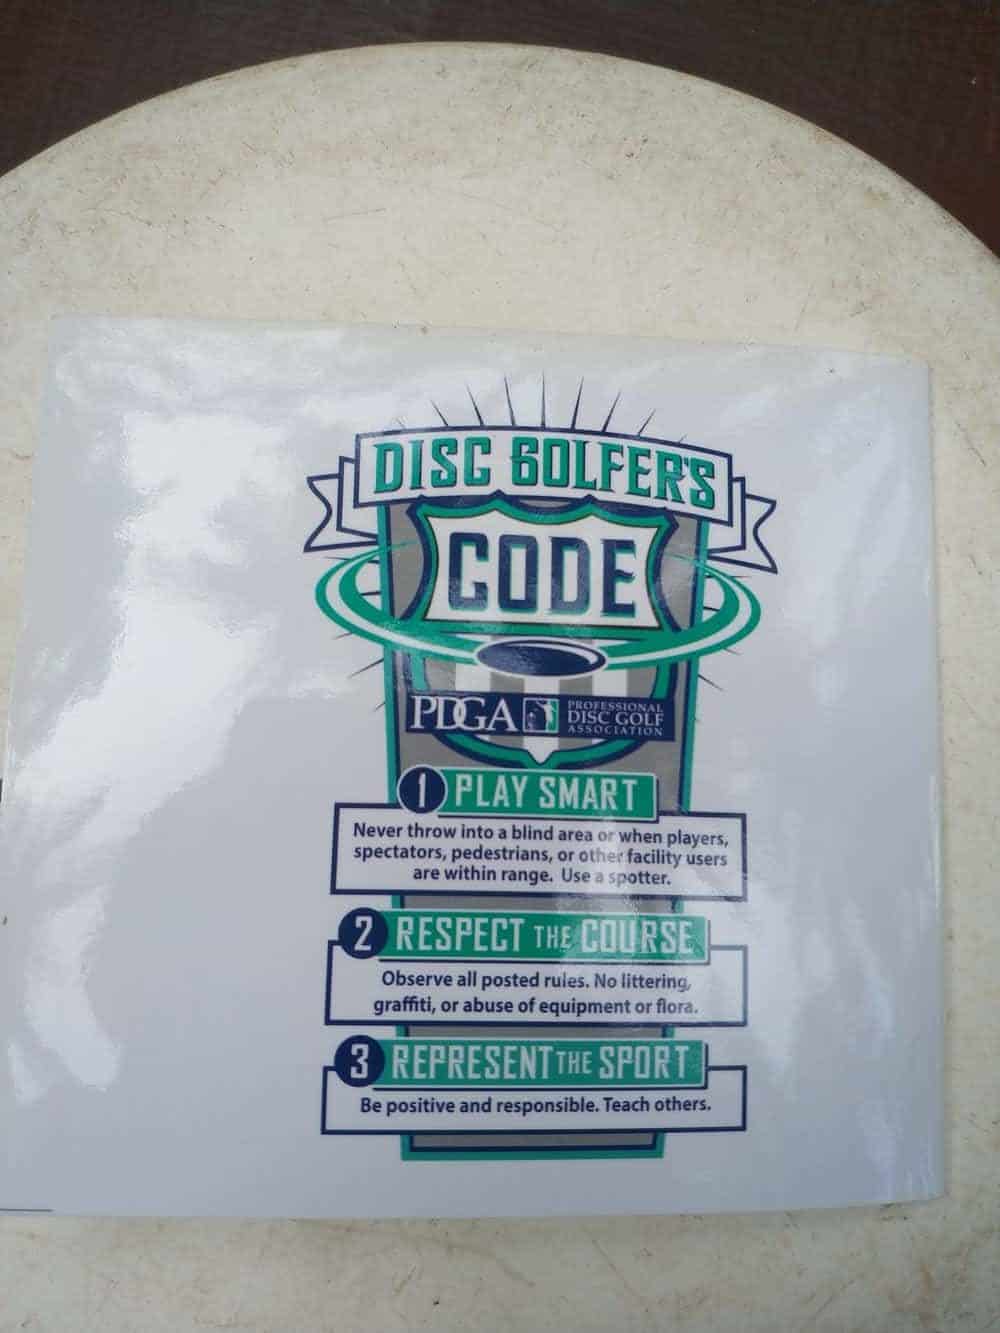 DISC GOLFER'S
CODE
PDGA
PROFESSIONAL
DISC GOLF
ASSOCIATION
1 PLAY SMART
Never throw into a blind area or when players,
spectators, pedestrians, or other facility users
are within range. Use a spotter.
2 RESPECT THE COURSE
Observe all posted rules. No littering,
graffiti, or abuse of equipment or flora.
3 REPRESENT THE SPORT
Be positive and responsible. Teach others.